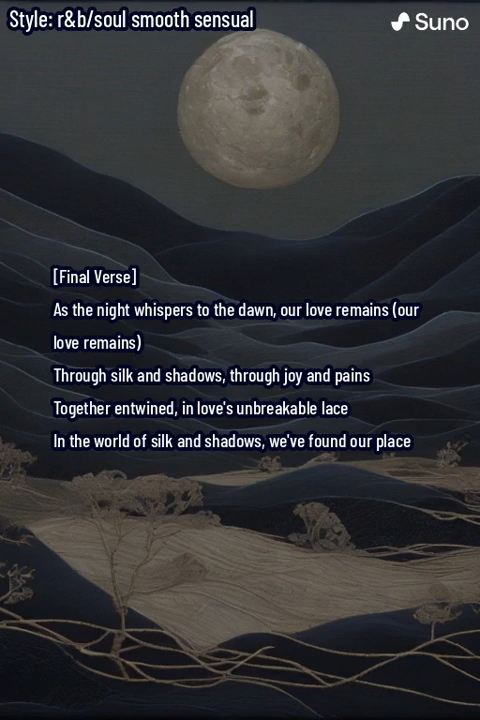 Style: r&b/soul smooth sensual
Suno
[Final Verse]
As the night whispers to the dawn, our love remains (our
love remains)
Through silk and shadows, through joy and pains
Together entwined, in love's unbreakable lace
In the world of silk and shadows, we've found our place